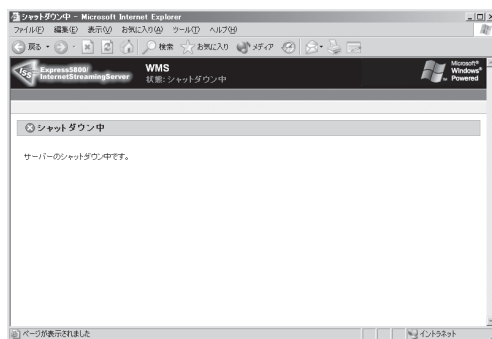 シャットダウン中 - Microsoft Internet Explorer
ファイル(F) 編集(E) 表示(V) お気に入り(A) ツール(T) ヘルプ(H)
戻る 検索 お気に入り メディア
ISS Express5800/ InternetStreamingServer
WMS
状態: シャットダウン中
Microsoft® Windows® Powered
シャットダウン中
サーバーのシャットダウン中です。
ページが表示されました イントラネット